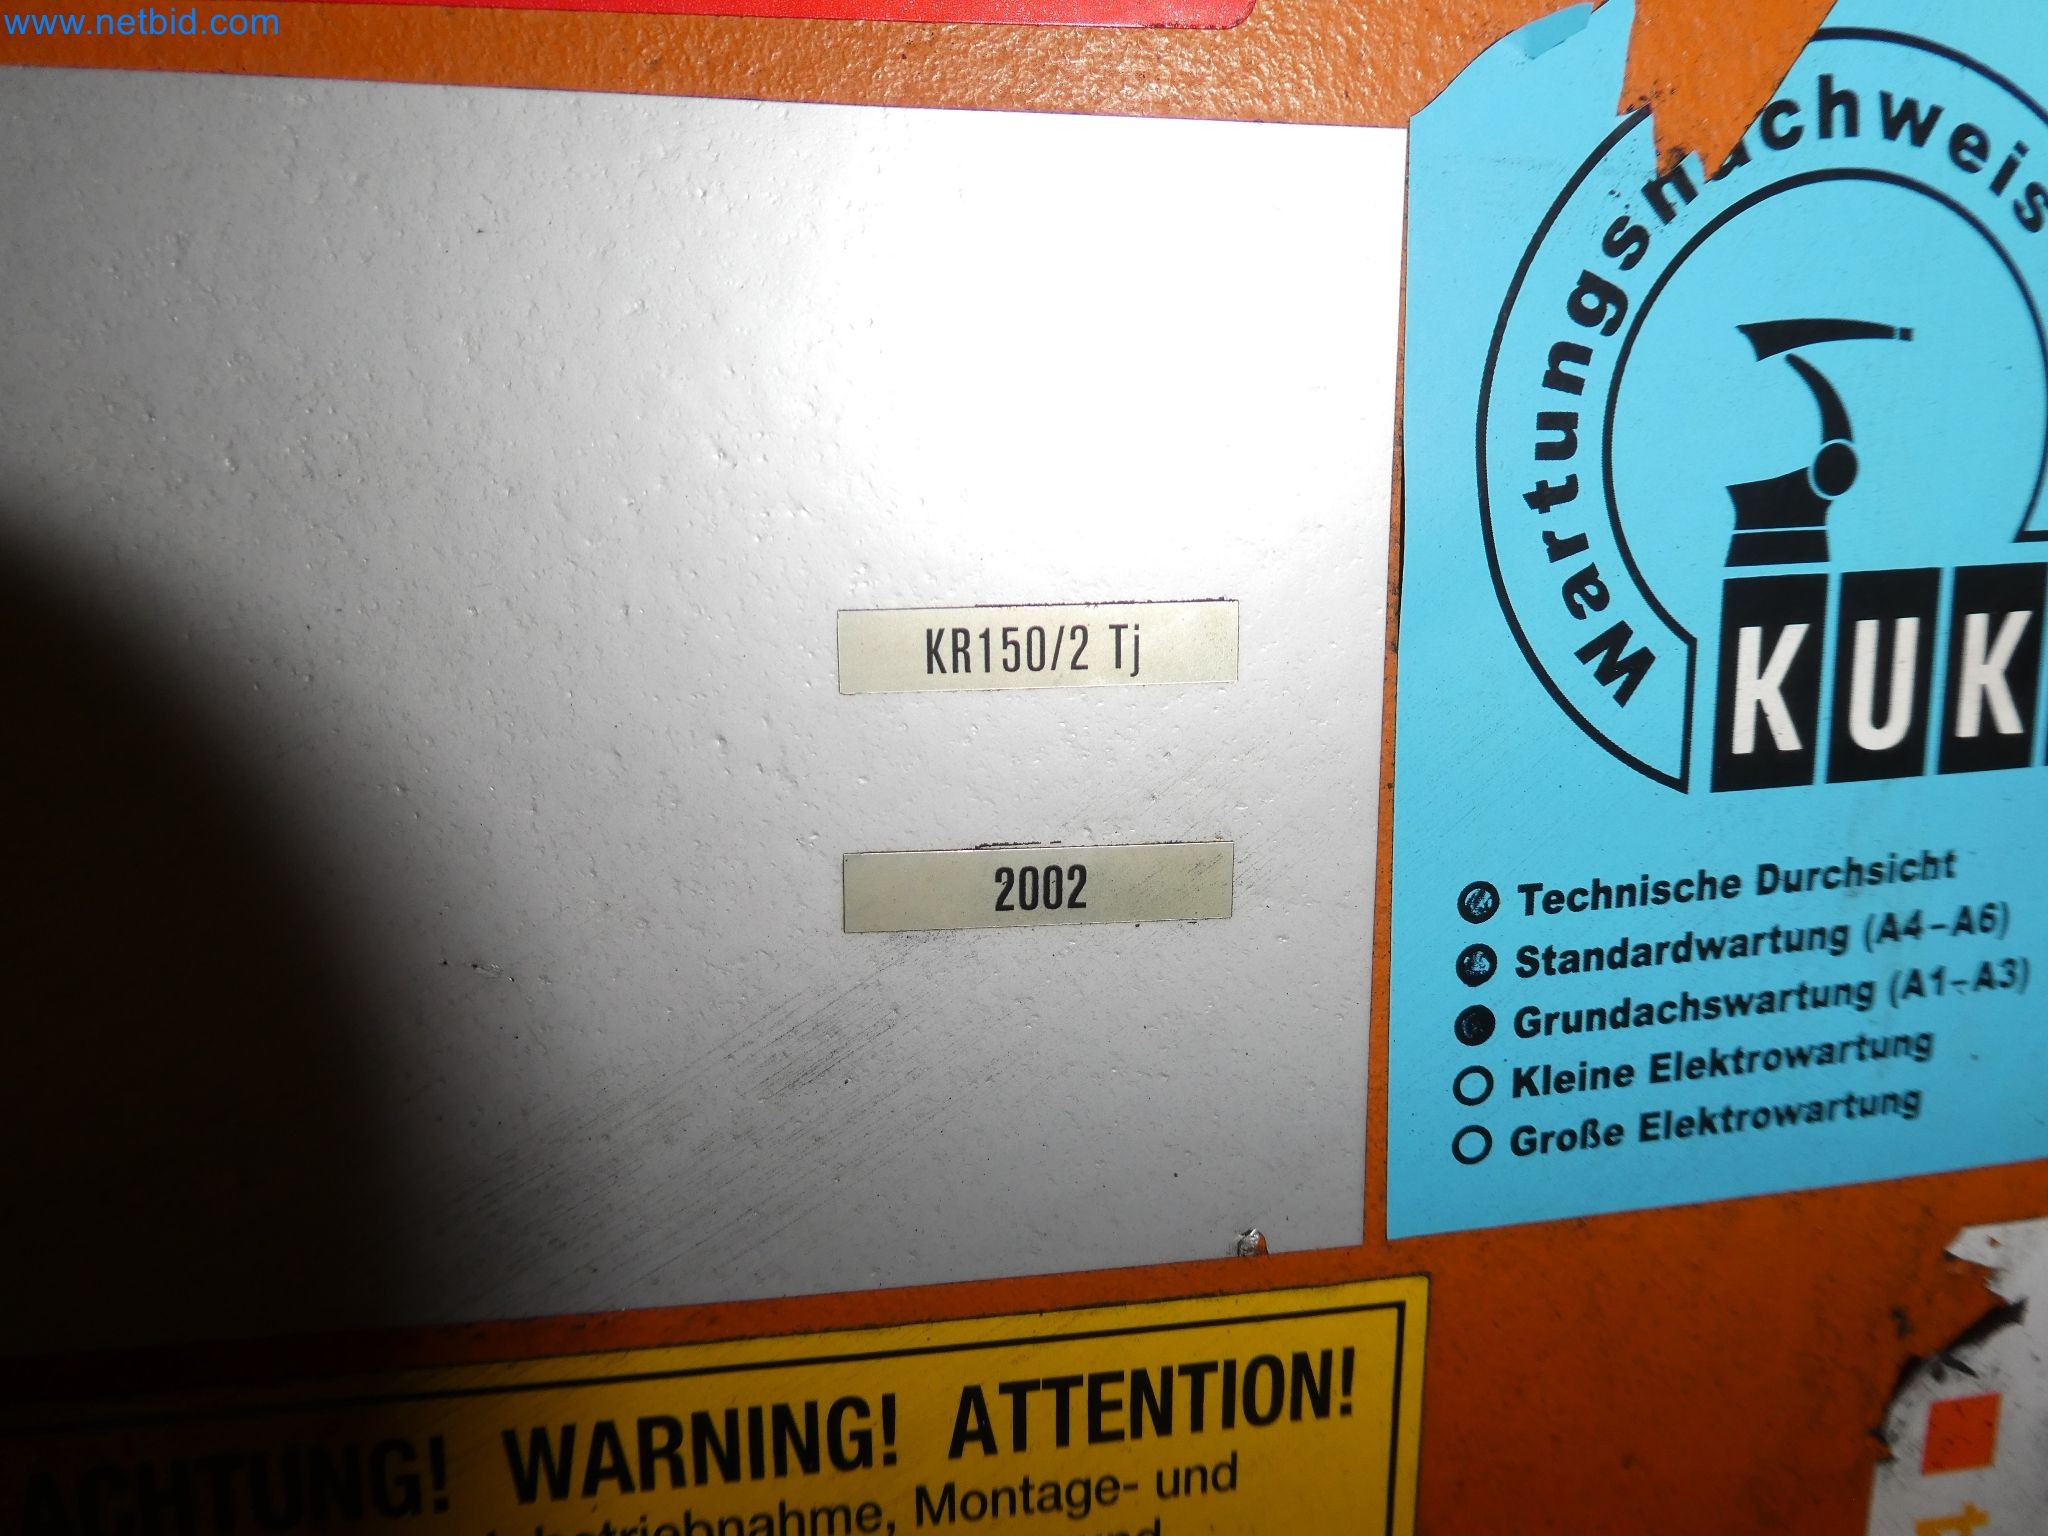 www.netbid.com
Wartungsnachweis
KUK
KR150/2 Tj
2002
Technische Durchsicht
Standardwartung (A4-A6)
Grundachswartung (A1-A3)
Kleine Elektrowartung
Große Elektrowartung
ACHTUNG! WARNING! ATTENTION!
Montage- und